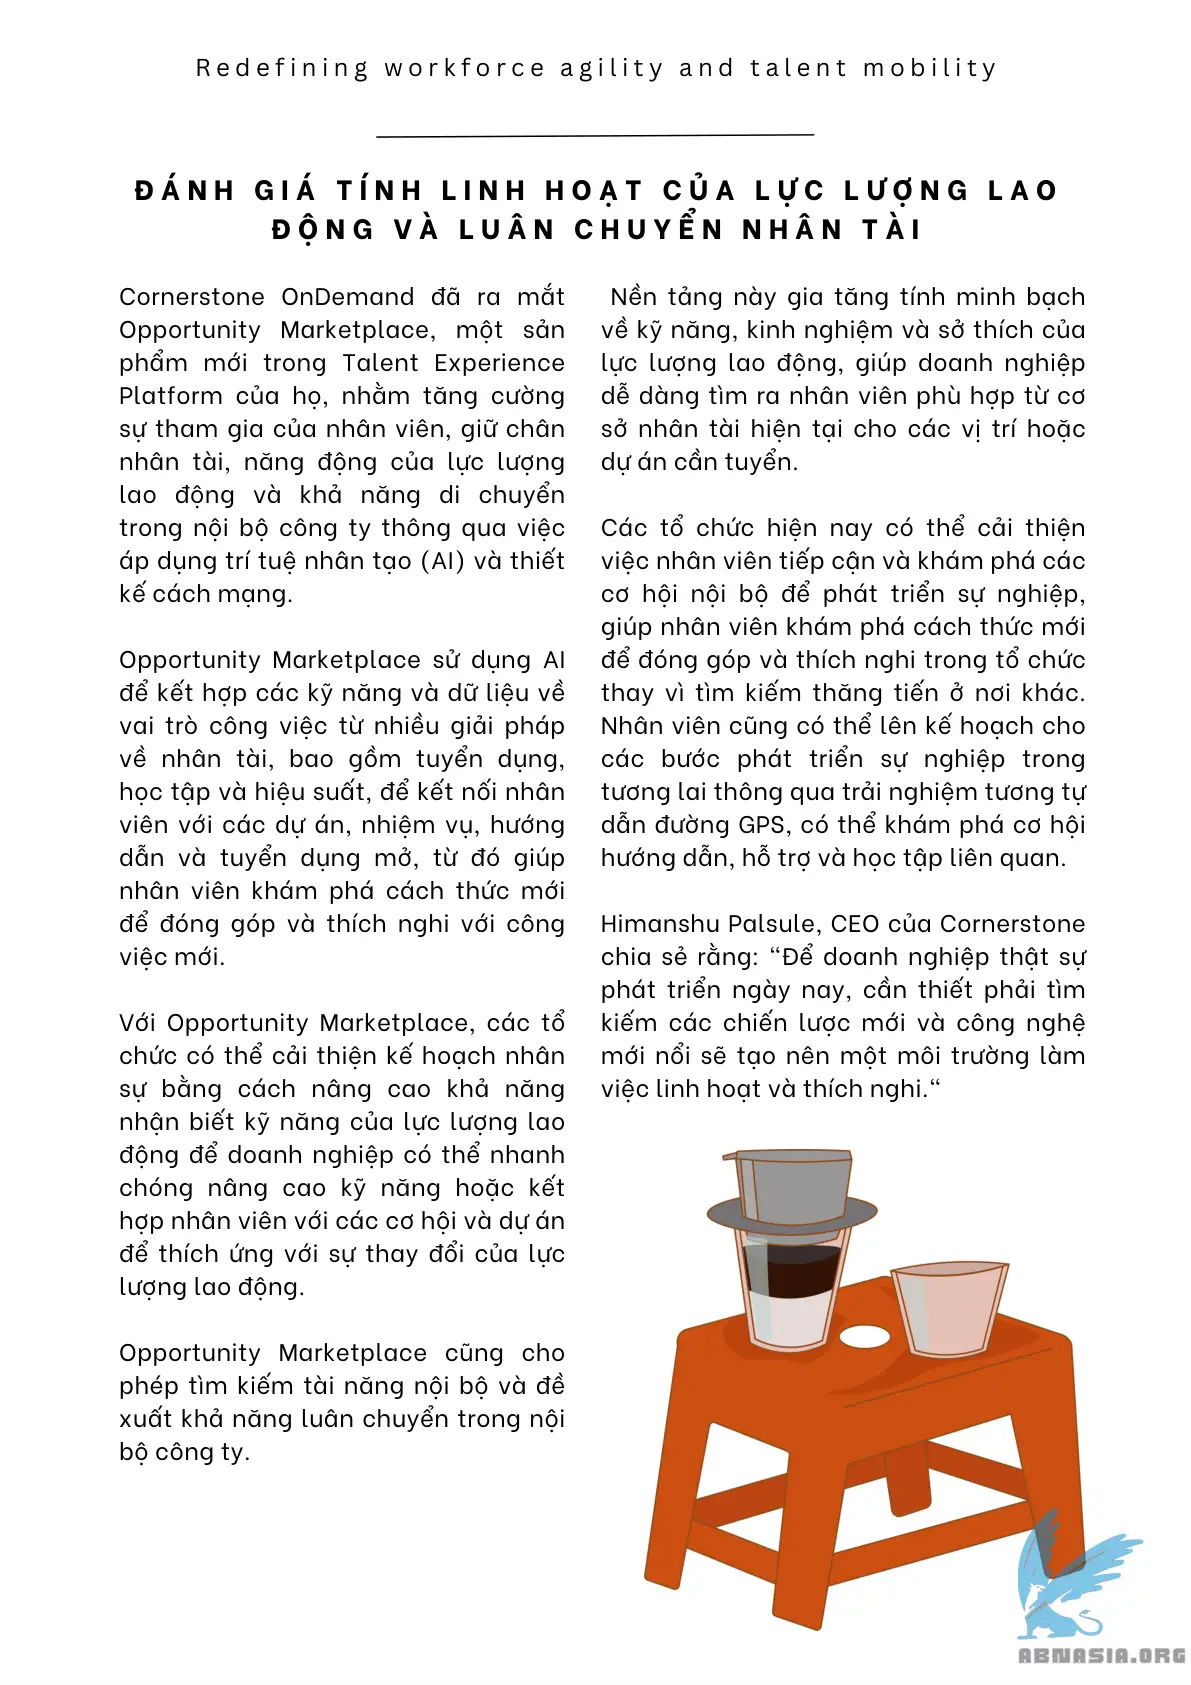 Redefining workforce agility and talent mobility
ĐÁNH GIÁ TÍNH LINH HOẠT CỦA LỰC LƯỢNG LAO
ĐỘNG VÀ LUÂN CHUYỂN NHÂN TÀI
Cornerstone OnDemand đã ra mắt
Opportunity Marketplace, một sản
phẩm mới trong Talent Experience
Platform của họ, nhằm tăng cường
sự tham gia của nhân viên, giữ chân
nhân tài, năng động của lực lượng
lao động và khả năng di chuyển
trong nội bộ công ty thông qua việc
áp dụng trí tuệ nhân tạo (AI) và thiết
kế cách mạng.
Opportunity Marketplace sử dụng AI
để kết hợp các kỹ năng và dữ liệu về
vai trò công việc từ nhiều giải pháp
về nhân tài, bao gồm tuyển dụng,
học tập và hiệu suất, để kết nối nhân
viên với các dự án, nhiệm vụ, hướng
dẫn và tuyển dụng mở, từ đó giúp
nhân viên khám phá cách thức mới
để đóng góp và thích nghi với công
việc mới.
Với Opportunity Marketplace, các tổ
chức có thể cải thiện kế hoạch nhân
sự bằng cách nâng cao khả năng
nhận biết kỹ năng của lực lượng lao
động để doanh nghiệp có thể nhanh
chóng nâng cao kỹ năng hoặc kết
hợp nhân viên với các cơ hội và dự án
để thích ứng với sự thay đổi của lực
lượng lao động.
Opportunity Marketplace cũng cho
phép tìm kiếm tài năng nội bộ và đề
xuất khả năng luân chuyển trong nội
bộ công ty.
Nền tảng này gia tăng tính minh bạch
về kỹ năng, kinh nghiệm và sở thích của
lực lượng lao động, giúp doanh nghiệp
dễ dàng tìm ra nhân viên phù hợp từ cơ
sở nhân tài hiện tại cho các vị trí hoặc
dự án cần tuyển.
Các tổ chức hiện nay có thể cải thiện
việc nhân viên tiếp cận và khám phá các
cơ hội nội bộ để phát triển sự nghiệp,
giúp nhân viên khám phá cách thức mới
để đóng góp và thích nghi trong tổ chức
thay vì tìm kiếm thăng tiến ở nơi khác.
Nhân viên cũng có thể lên kế hoạch cho
các bước phát triển sự nghiệp trong
tương lai thông qua trải nghiệm tương tự
dẫn đường GPS, có thể khám phá cơ hội
hướng dẫn, hỗ trợ và học tập liên quan.
Himanshu Palsule, CEO của Cornerstone
chia sẻ rằng: “Để doanh nghiệp thật sự
phát triển ngày nay, cần thiết phải tìm
kiếm các chiến lược mới và công nghệ
mới nổi sẽ tạo nên một môi trường làm
việc linh hoạt và thích nghi.“
ABNASIA.ORG